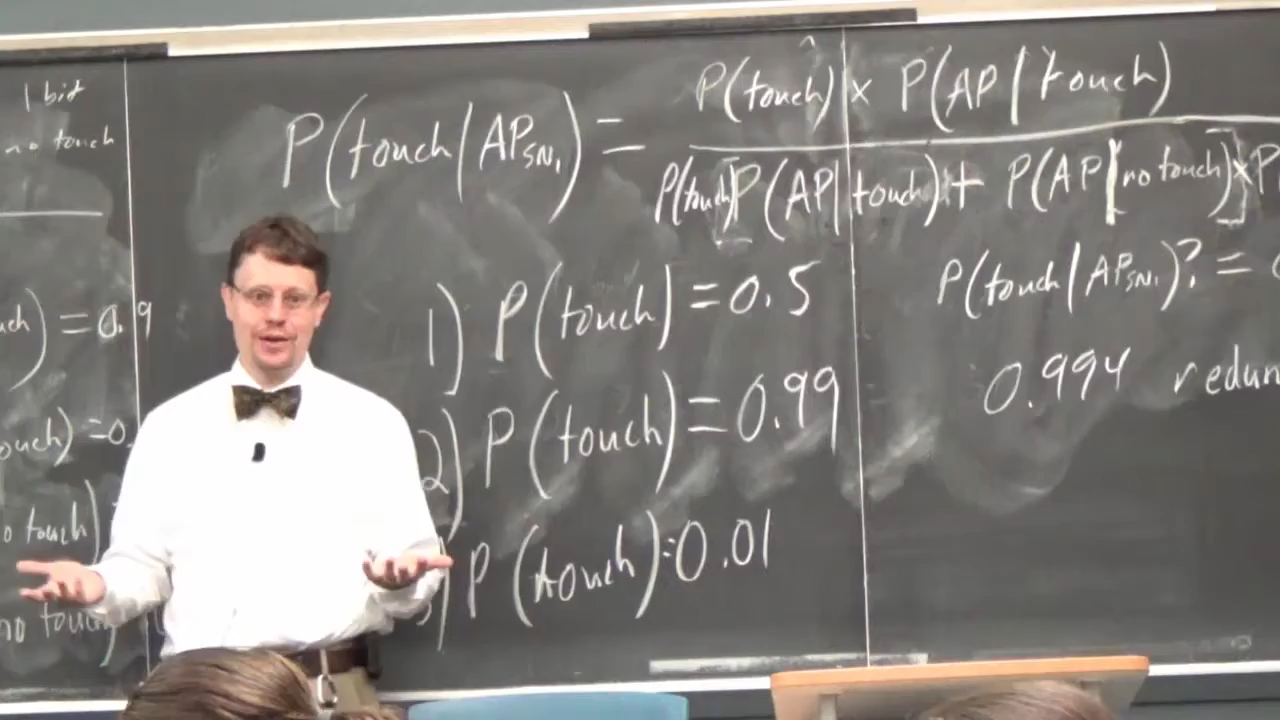 1 bit
no touch
uch) = 0.9
ouch) = 0.
o touch)
no touch)
P(touch | AP_SN1) = P(touch) x P(AP | touch)
P(touch) P(AP | touch) + P(AP | no touch) x P
1) P(touch) = 0.5
2) P(touch) = 0.99
3) P(touch) = 0.01
P(touch | AP_SN1)? =
0.994 redun